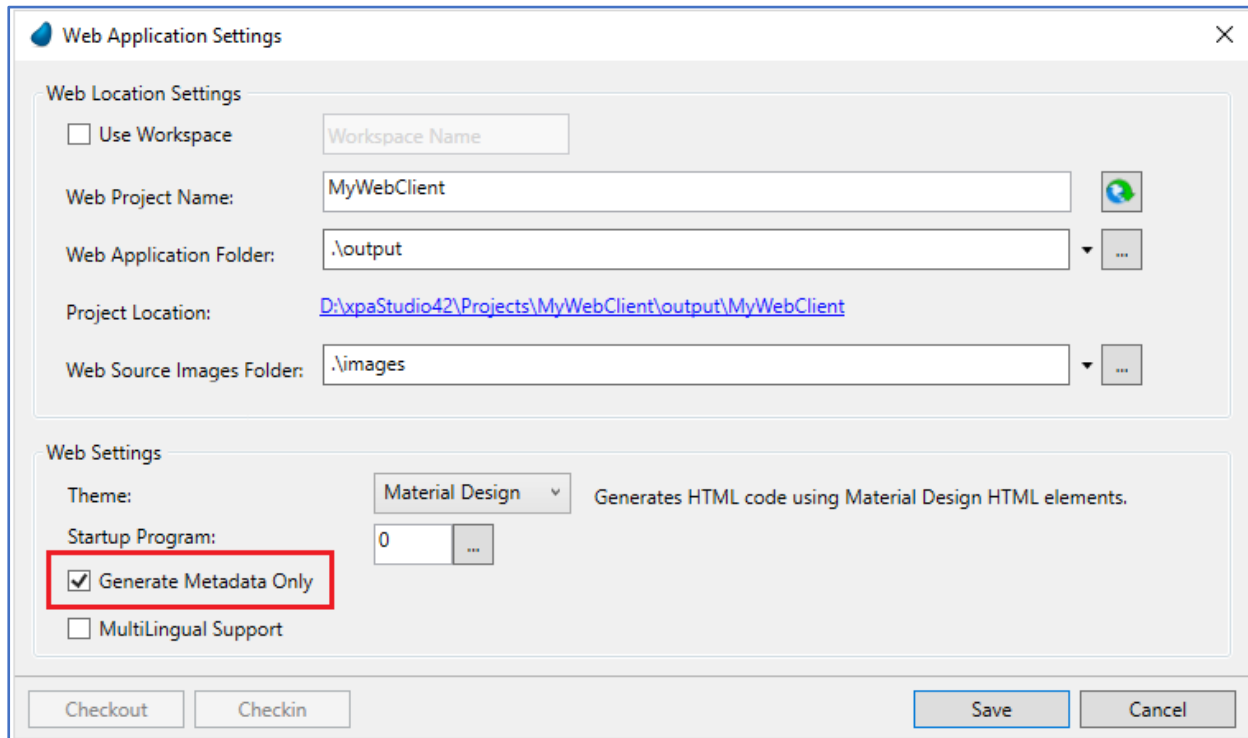 Web Application Settings
Web Location Settings
Use Workspace
Workspace Name
Web Project Name:
MyWebClient
Web Application Folder:
.\output
...
Project Location:
D:\xpaStudio42\Projects\MyWebClient\output\MyWebClient
Web Source Images Folder:
.\images
...
Web Settings
Theme:
Material Design
Generates HTML code using Material Design HTML elements.
Startup Program:
0
...
Generate Metadata Only
MultiLingual Support
Checkout
Checkin
Save
Cancel